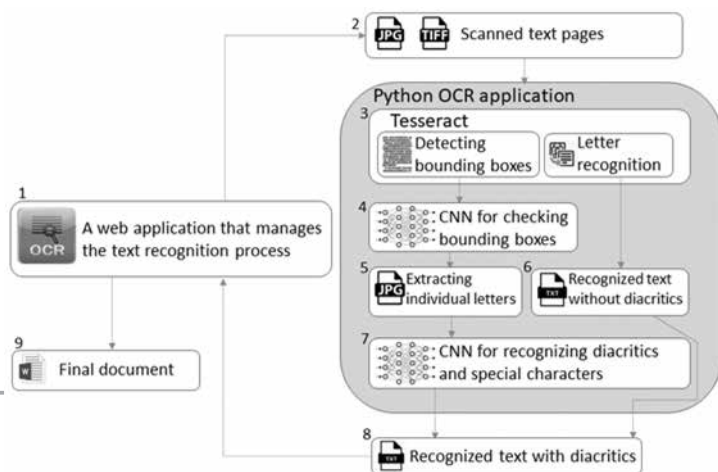 2
JPG
TIFF
Scanned text pages
Python OCR application
3
Tesseract
Detecting
bounding boxes
Letter
recognition
1
OCR
A web application that manages
the text recognition process
4
CNN for checking
bounding boxes
5
JPG
Extracting
individual letters
6
TXT
Recognized text
without diacritics
7
CNN for recognizing diacritics
and special characters
9
W
Final document
8
TXT
Recognized text with diacritics